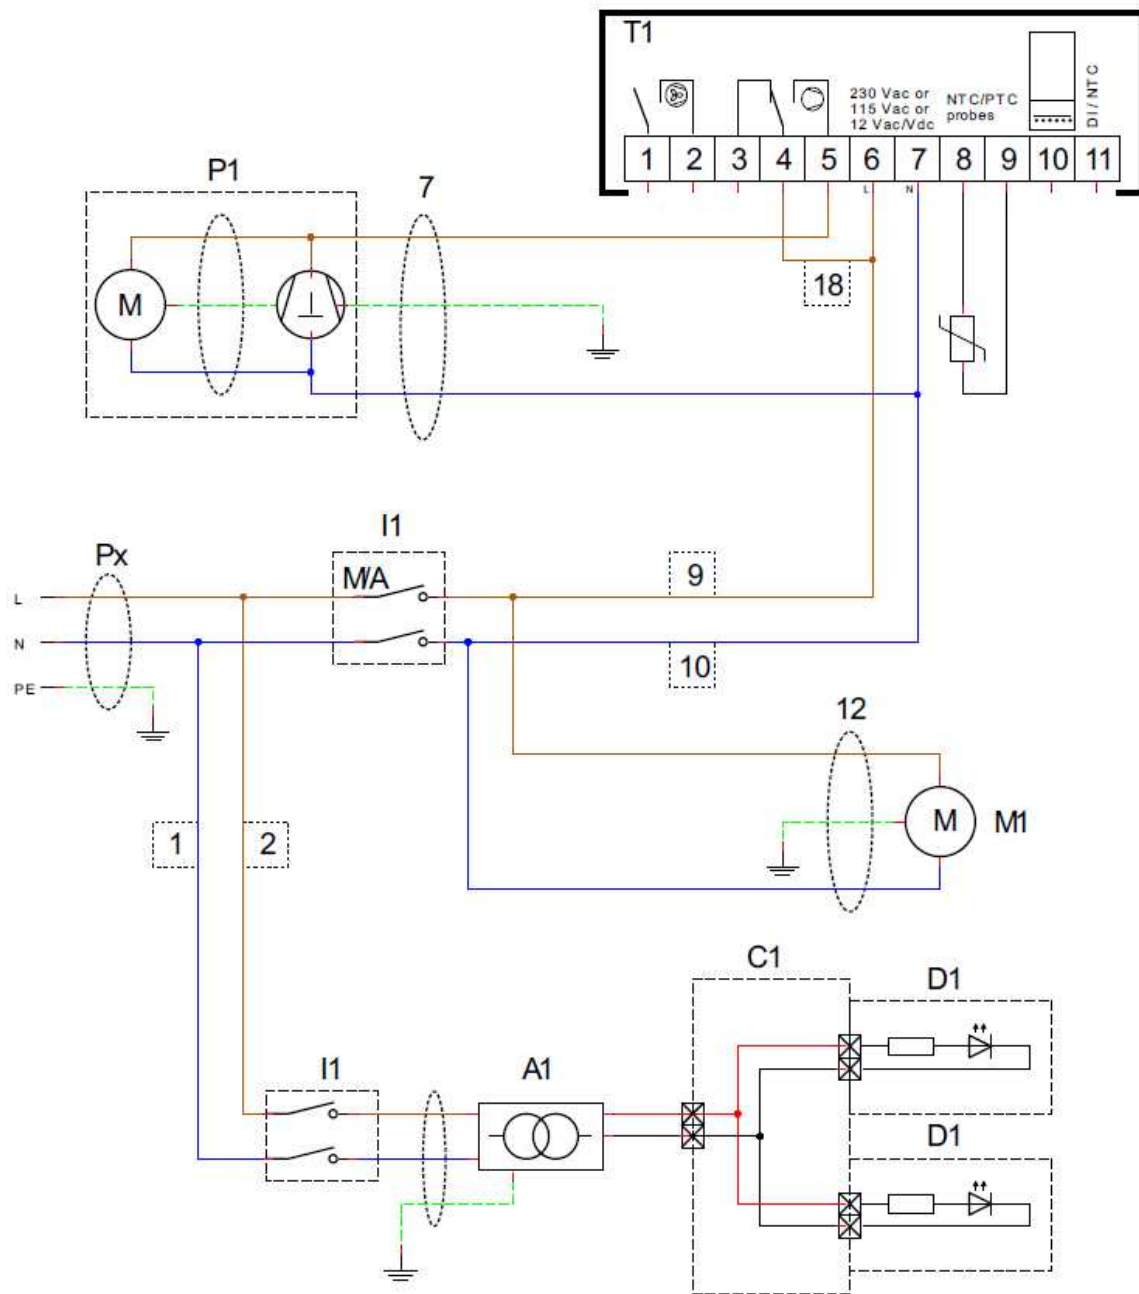 T1
230 Vac or
115 Vac or
12 Vac/Vdc
NTC/PTC
probes
DI / NTC
1 2 3 4 5 6 7 8 9 10 11
L N
P1
7
M
18
I1
Px
M/A
9
L
N
10
PE
12
1
2
M
M1
C1
D1
I1
A1
D1